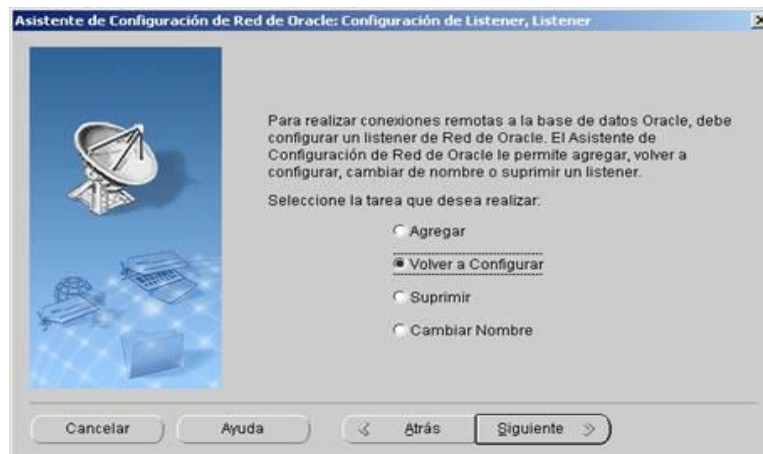 Asistente de Configuración de Red de Oracle: Configuración de Listener, Listener
Para realizar conexiones remotas a la base de datos Oracle, debe
configurar un listener de Red de Oracle. El Asistente de
Configuración de Red de Oracle le permite agregar, volver a
configurar, cambiar de nombre o suprimir un listener.
Seleccione la tarea que desea realizar:
Agregar
Volver a Configurar
Suprimir
Cambiar Nombre
Cancelar Ayuda Atrás Siguiente